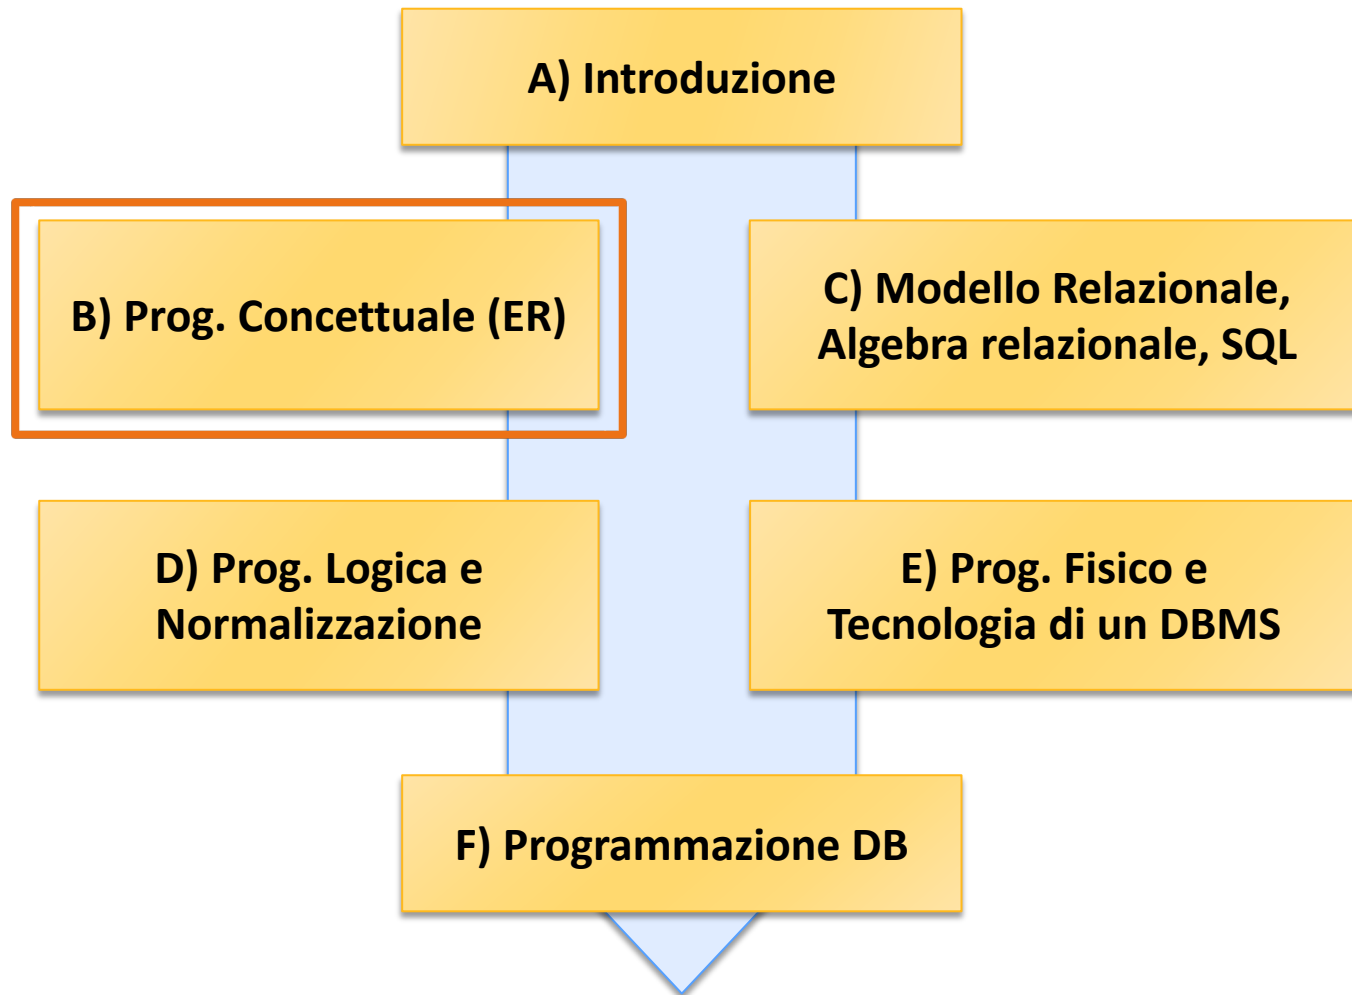 A) Introduzione
B) Prog. Concettuale (ER)
C) Modello Relazionale,
Algebra relazionale, SQL
D) Prog. Logica e
Normalizzazione
E) Prog. Fisico e
Tecnologia di un DBMS
F) Programmazione DB